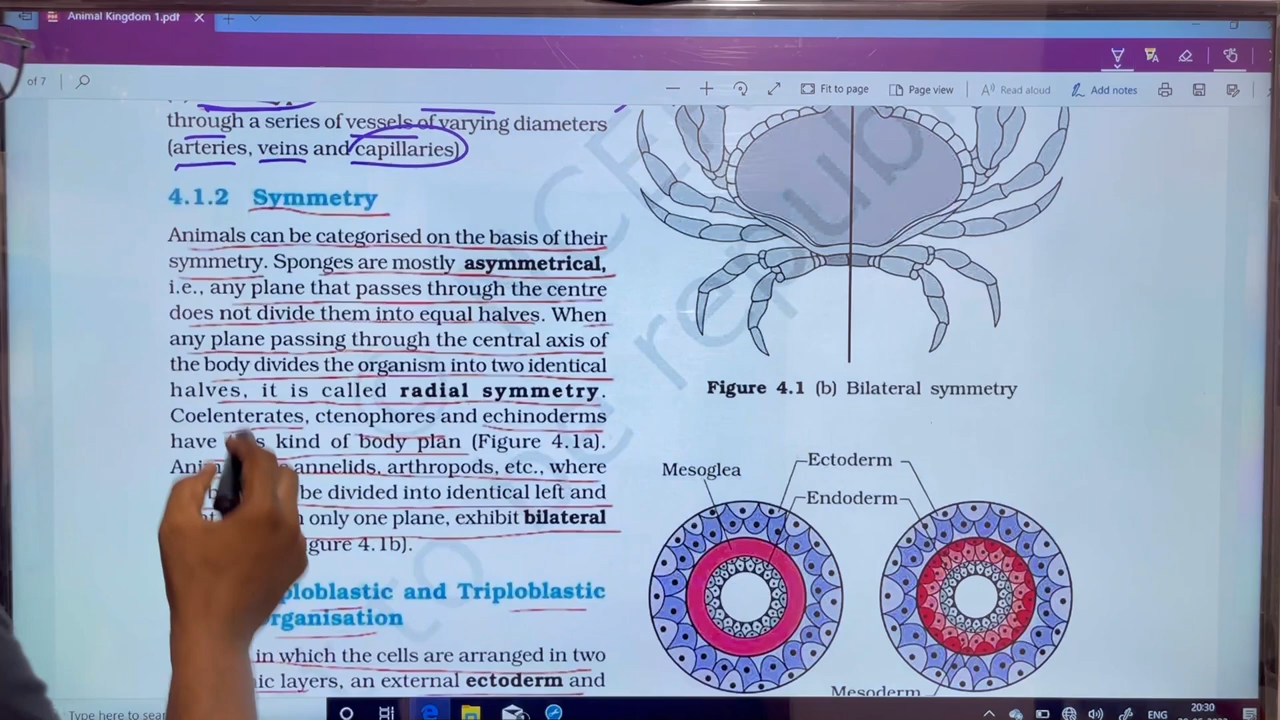 Animal Kingdom 1.pdf
of 7
Fit to page
Page view
Read aloud
Add notes
through a series of vessels of varying diameters
(arteries, veins and capillaries)
4.1.2 Symmetry
Animals can be categorised on the basis of their
symmetry. Sponges are mostly asymmetrical,
i.e., any plane that passes through the centre
does not divide them into equal halves. When
any plane passing through the central axis of
the body divides the organism into two identical
halves, it is called radial symmetry.
Coelenterates, ctenophores and echinoderms
have kind of body plan (Figure 4.1a).
annelids, arthropods, etc., where
be divided into identical left and
only one plane, exhibit bilateral
4.1b).
and Triploblastic
in which the cells are arranged in two
layers, an external ectoderm and
Figure 4.1 (b) Bilateral symmetry
Mesoglea
Ectoderm
Endoderm
Mesoderm
to be republ
Type here to sear
ENG
20:30